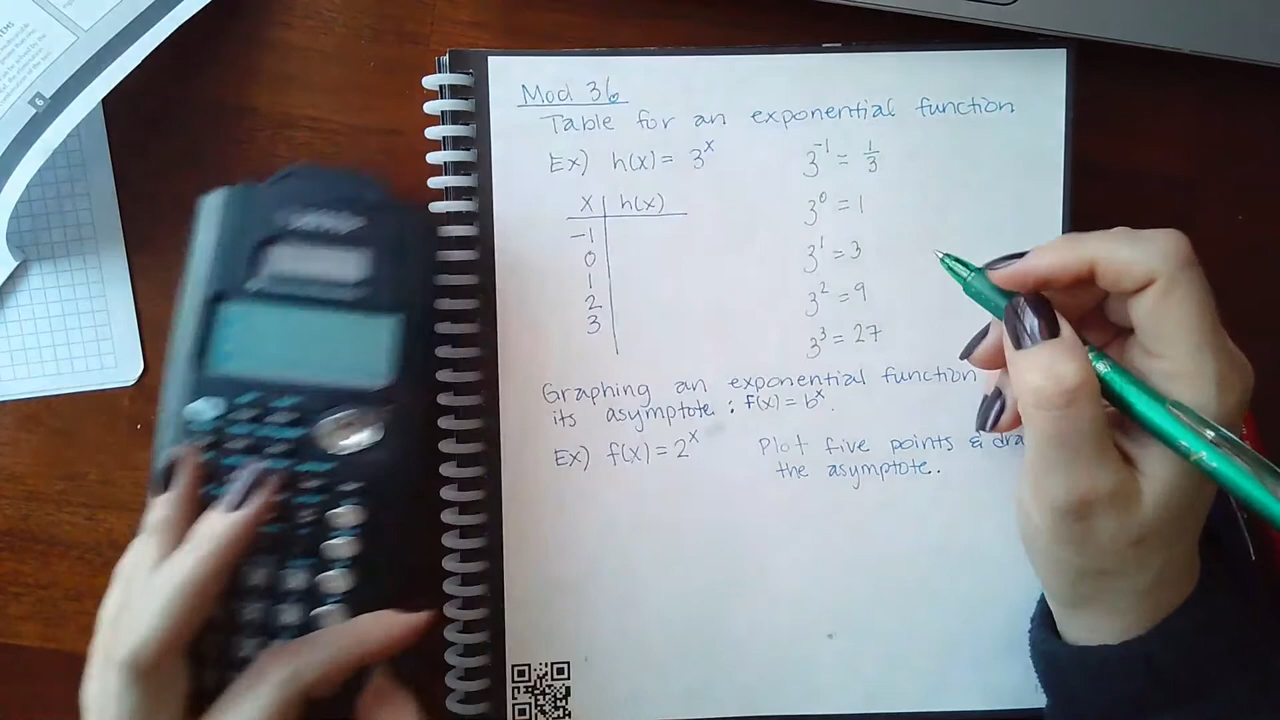 Mod 36
Table for an exponential function
Ex) h(x) = 3^x
3^-1 = 1/3
x | h(x)
3^0 = 1
-1
0
3^1 = 3
1
2
3^2 = 9
3
3^3 = 27
Graphing an exponential function
its asymptote : f(x) = b^x.
Ex) f(x) = 2^x
Plot five points & dra
the asymptote..
6